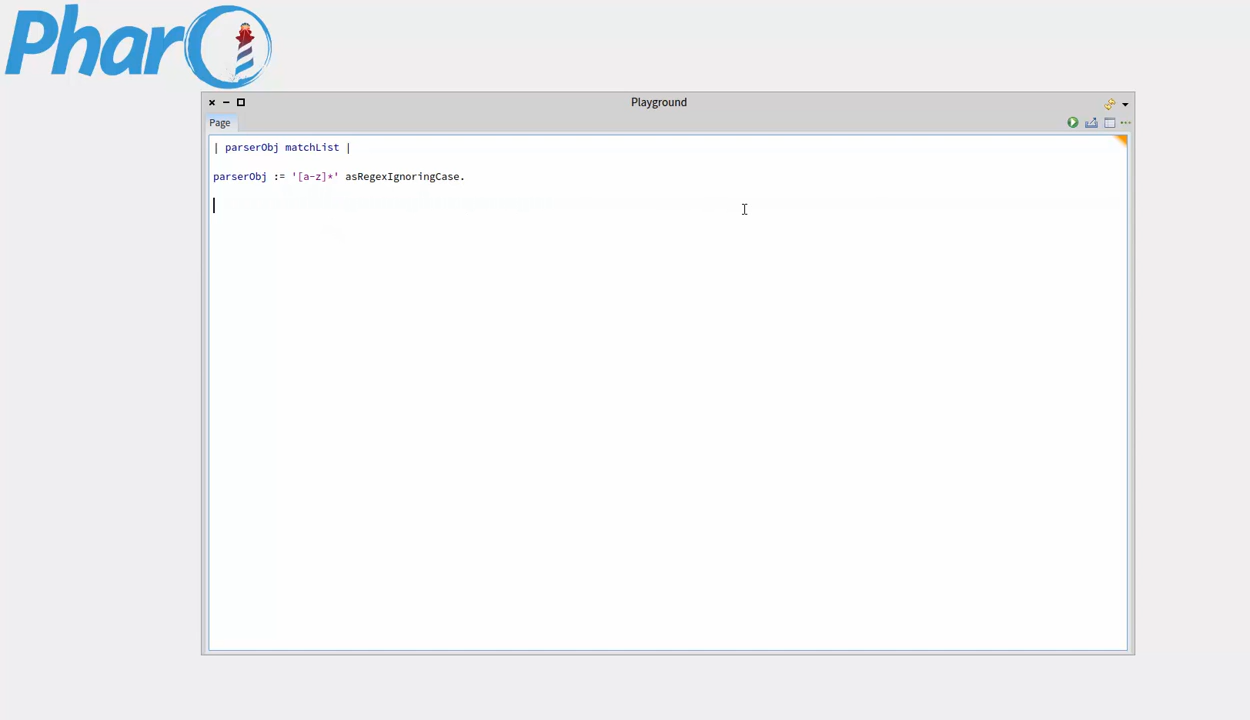 Pharo
Playground
Page
| parserObj matchList |
parserObj := '[a-z]*' asRegexIgnoringCase.